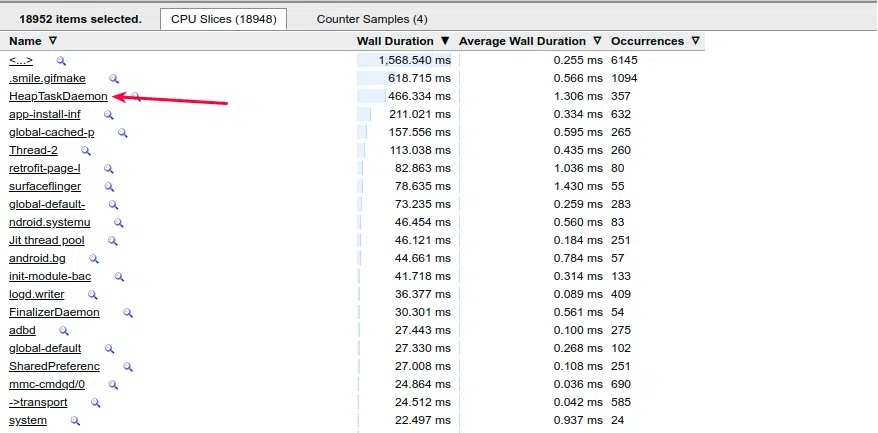 18952 items selected. CPU Slices (18948) Counter Samples (4)
Name ▽ Wall Duration ▼ Average Wall Duration ▽ Occurrences ▽
<...> 1,568.540 ms 0.255 ms 6145
.smile.gifmake 618.715 ms 0.566 ms 1094
HeapTaskDaemon 466.334 ms 1.306 ms 357
app-install-inf 211.021 ms 0.334 ms 632
global-cached-p 157.556 ms 0.595 ms 265
Thread-2 113.038 ms 0.435 ms 260
retrofit-page-l 82.863 ms 1.036 ms 80
surfaceflinger 78.635 ms 1.430 ms 55
global-default- 73.235 ms 0.259 ms 283
ndroid.systemu 46.454 ms 0.560 ms 83
Jit thread pool 46.121 ms 0.184 ms 251
android.bg 44.661 ms 0.784 ms 57
init-module-bac 41.718 ms 0.314 ms 133
logd.writer 36.377 ms 0.089 ms 409
FinalizerDaemon 30.301 ms 0.561 ms 54
adbd 27.443 ms 0.100 ms 275
global-default 27.330 ms 0.268 ms 102
SharedPreferenc 27.008 ms 0.108 ms 251
mmc-cmdqd/0 24.864 ms 0.036 ms 690
->transport 24.512 ms 0.042 ms 585
system 22.497 ms 0.937 ms 24